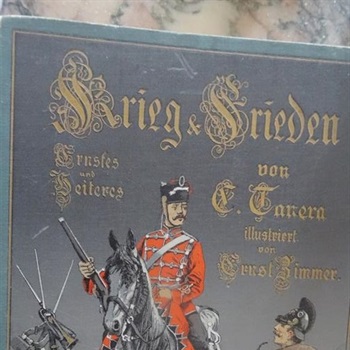 Krieg & Frieden
Ernstes
und
Heiteres
von
C. Tanera
illustriert
von
Ernst Zimmer.